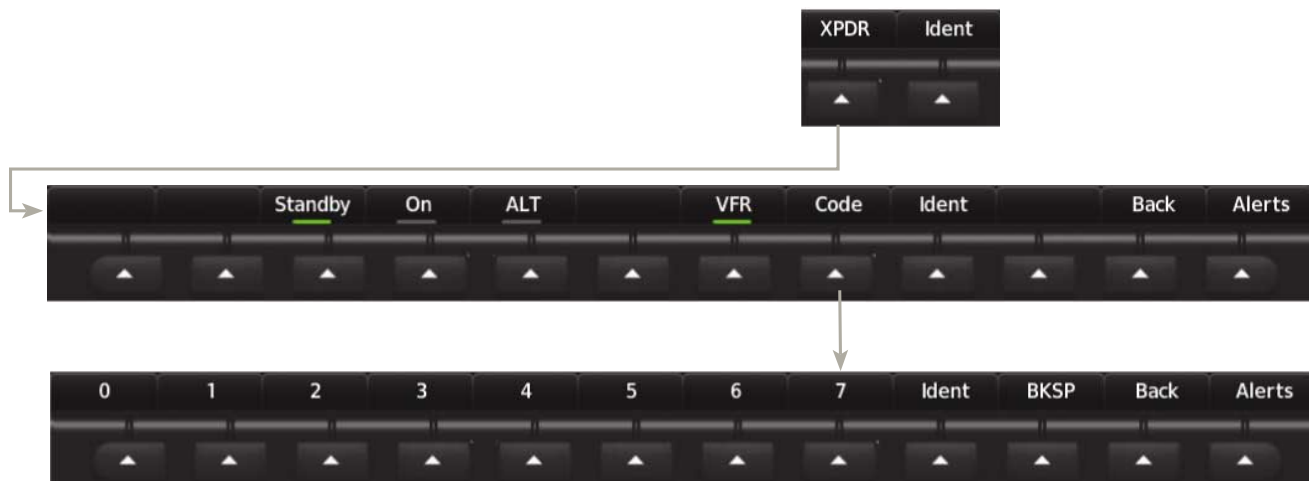 XPDR Ident
Standby On ALT VFR Code Ident Back Alerts
0 1 2 3 4 5 6 7 Ident BKSP Back Alerts